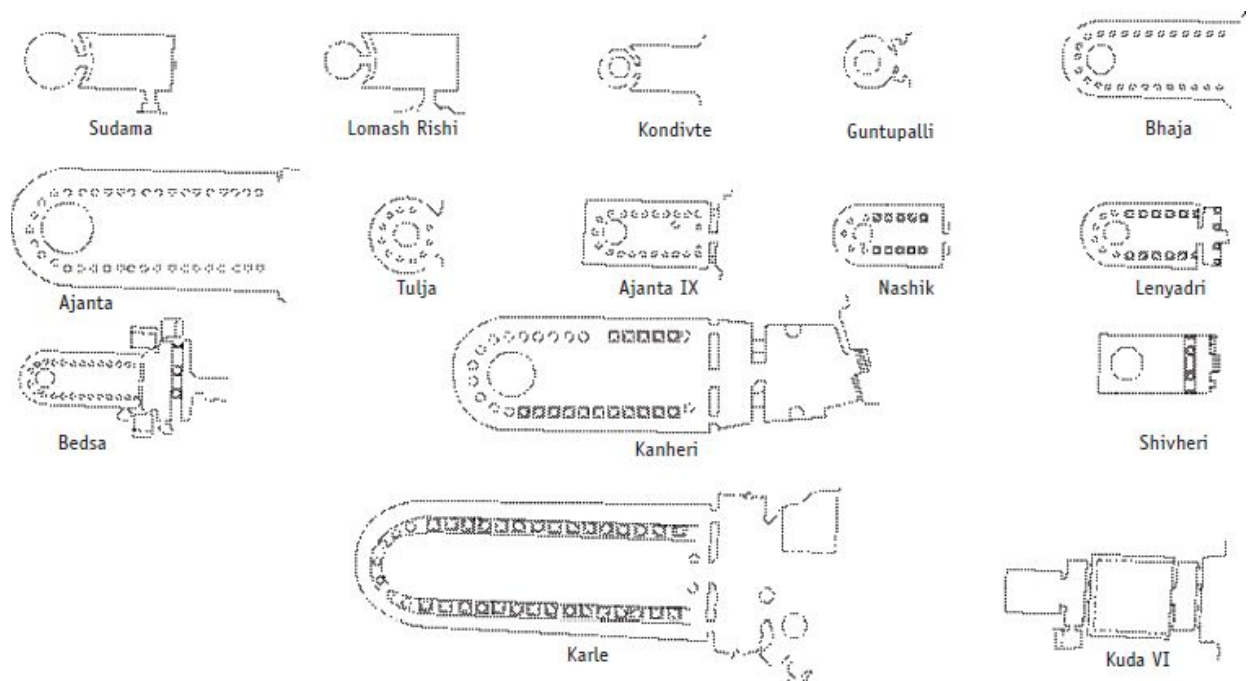 Sudama
Lomash Rishi
Kondivte
Guntupalli
Bhaja
Ajanta
Tulja
Ajanta IX
Nashik
Lenyadri
Bedsa
Kanheri
Shivheri
Karle
Kuda VI